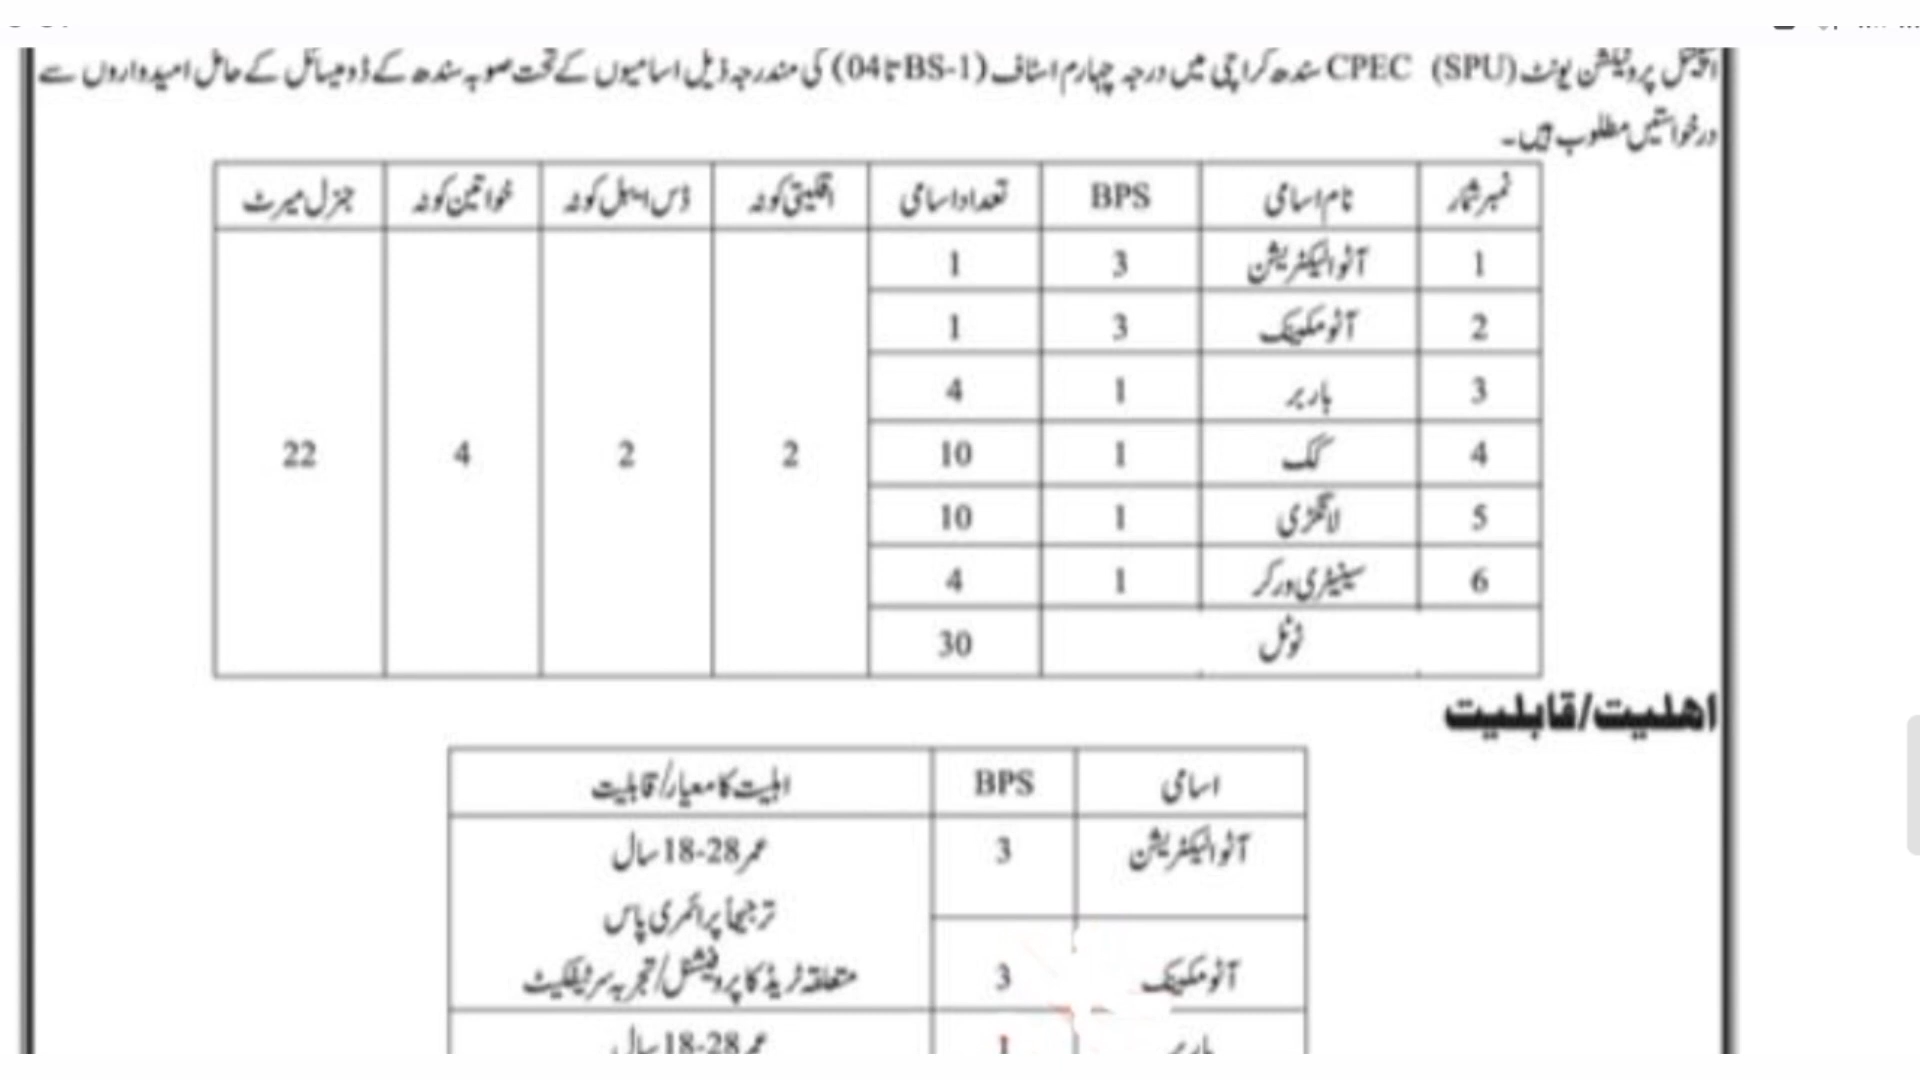 اسپیشل پروٹیکشن یونٹ (SPU) CPEC سندھ کراچی میں درجہ چہارم اسٹاف (BS-1 تا 04) کی مندرجہ ذیل اسامیوں کے تحت صوبہ سندھ کے ڈومیسائل کے حامل امیدواروں سے
درخواستیں مطلوب ہیں۔
نمبر شمار نام اسامی BPS تعداد اسامی اقلیتی کوٹہ ڈس ایبل کوٹہ خواتین کوٹہ جنرل میرٹ
1 آٹو الیکٹریشن 3 1
2 آٹو مکینک 3 1
3 باربر 1 4
4 کک 1 10 2 2 4 22
5 لانگری 1 10
6 سینیٹری ورکر 1 4
ٹوٹل 30
اھلیت/قابلیت
اسامی BPS اہلیت کا معیار/قابلیت
آٹو الیکٹریشن 3 عمر 28-18 سال
ترجیحاً پرائمری پاس
آٹو مکینک 3 متعلقہ ٹریڈ کا پروفیشنل/تجربہ سرٹیفکیٹ
باربر 1 عمر 28-18 سال